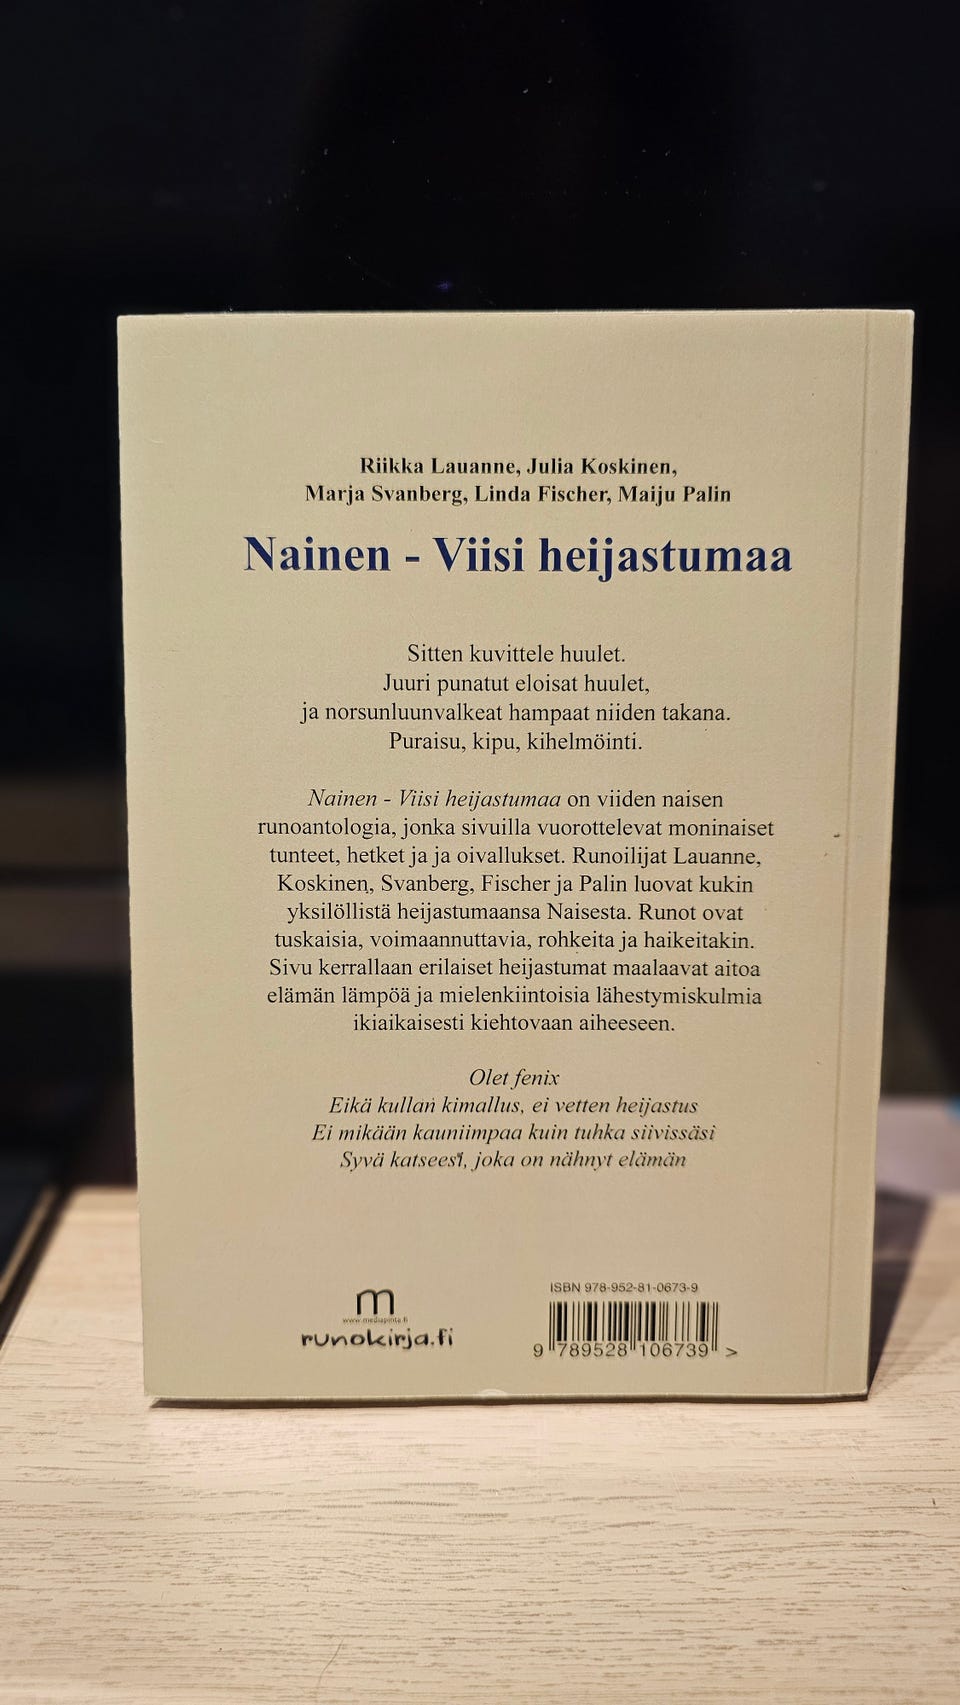 Riikka Lauanne, Julia Koskinen,
Marja Svanberg, Linda Fischer, Maiju Palin
Nainen - Viisi heijastumaa
Sitten kuvittele huulet.
Juuri punatut eloisat huulet,
ja norsunluunvalkeat hampaat niiden takana.
Puraisu, kipu, kihelmöinti.
Nainen - Viisi heijastumaa on viiden naisen
runoantologia, jonka sivuilla vuorottelevat moninaiset
tunteet, hetket ja ja oivallukset. Runoilijat Lauanne,
Koskinen, Svanberg, Fischer ja Palin luovat kukin
yksilöllistä heijastumaansa Naisesta. Runot ovat
tuskaisia, voimaannuttavia, rohkeita ja haikeitakin.
Sivu kerrallaan erilaiset heijastumat maalaavat aitoa
elämän lämpöä ja mielenkiintoisia lähestymiskulmia
ikiaikaisesti kiehtovaan aiheeseen.
Olet fenix
Eikä kullan kimallus, ei vetten heijastus
Ei mikään kauniimpaa kuin tuhka siivissäsi
Syvä katseesi, joka on nähnyt elämän
m
www.mediapinta.fi
runokirja.fi
ISBN 978-952-81-0673-9
9 789528 106739 >